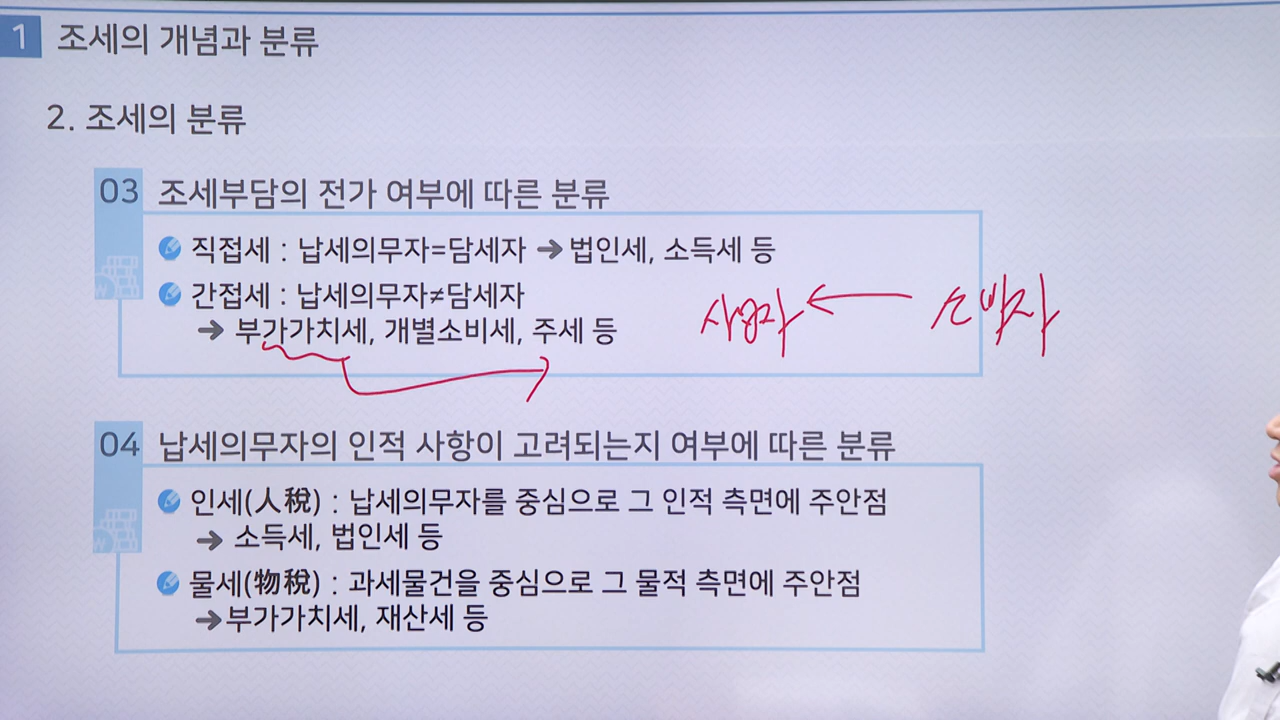 1 조세의 개념과 분류
2. 조세의 분류
03 조세부담의 전가 여부에 따른 분류
직접세 : 납세의무자=담세자 ➔ 법인세, 소득세 등
간접세 : 납세의무자≠담세자
➔ 부가가치세, 개별소비세, 주세 등
사업자 ← 소비자
04 납세의무자의 인적 사항이 고려되는지 여부에 따른 분류
인세(人稅) : 납세의무자를 중심으로 그 인적 측면에 주안점
➔ 소득세, 법인세 등
물세(物稅) : 과세물건을 중심으로 그 물적 측면에 주안점
➔부가가치세, 재산세 등